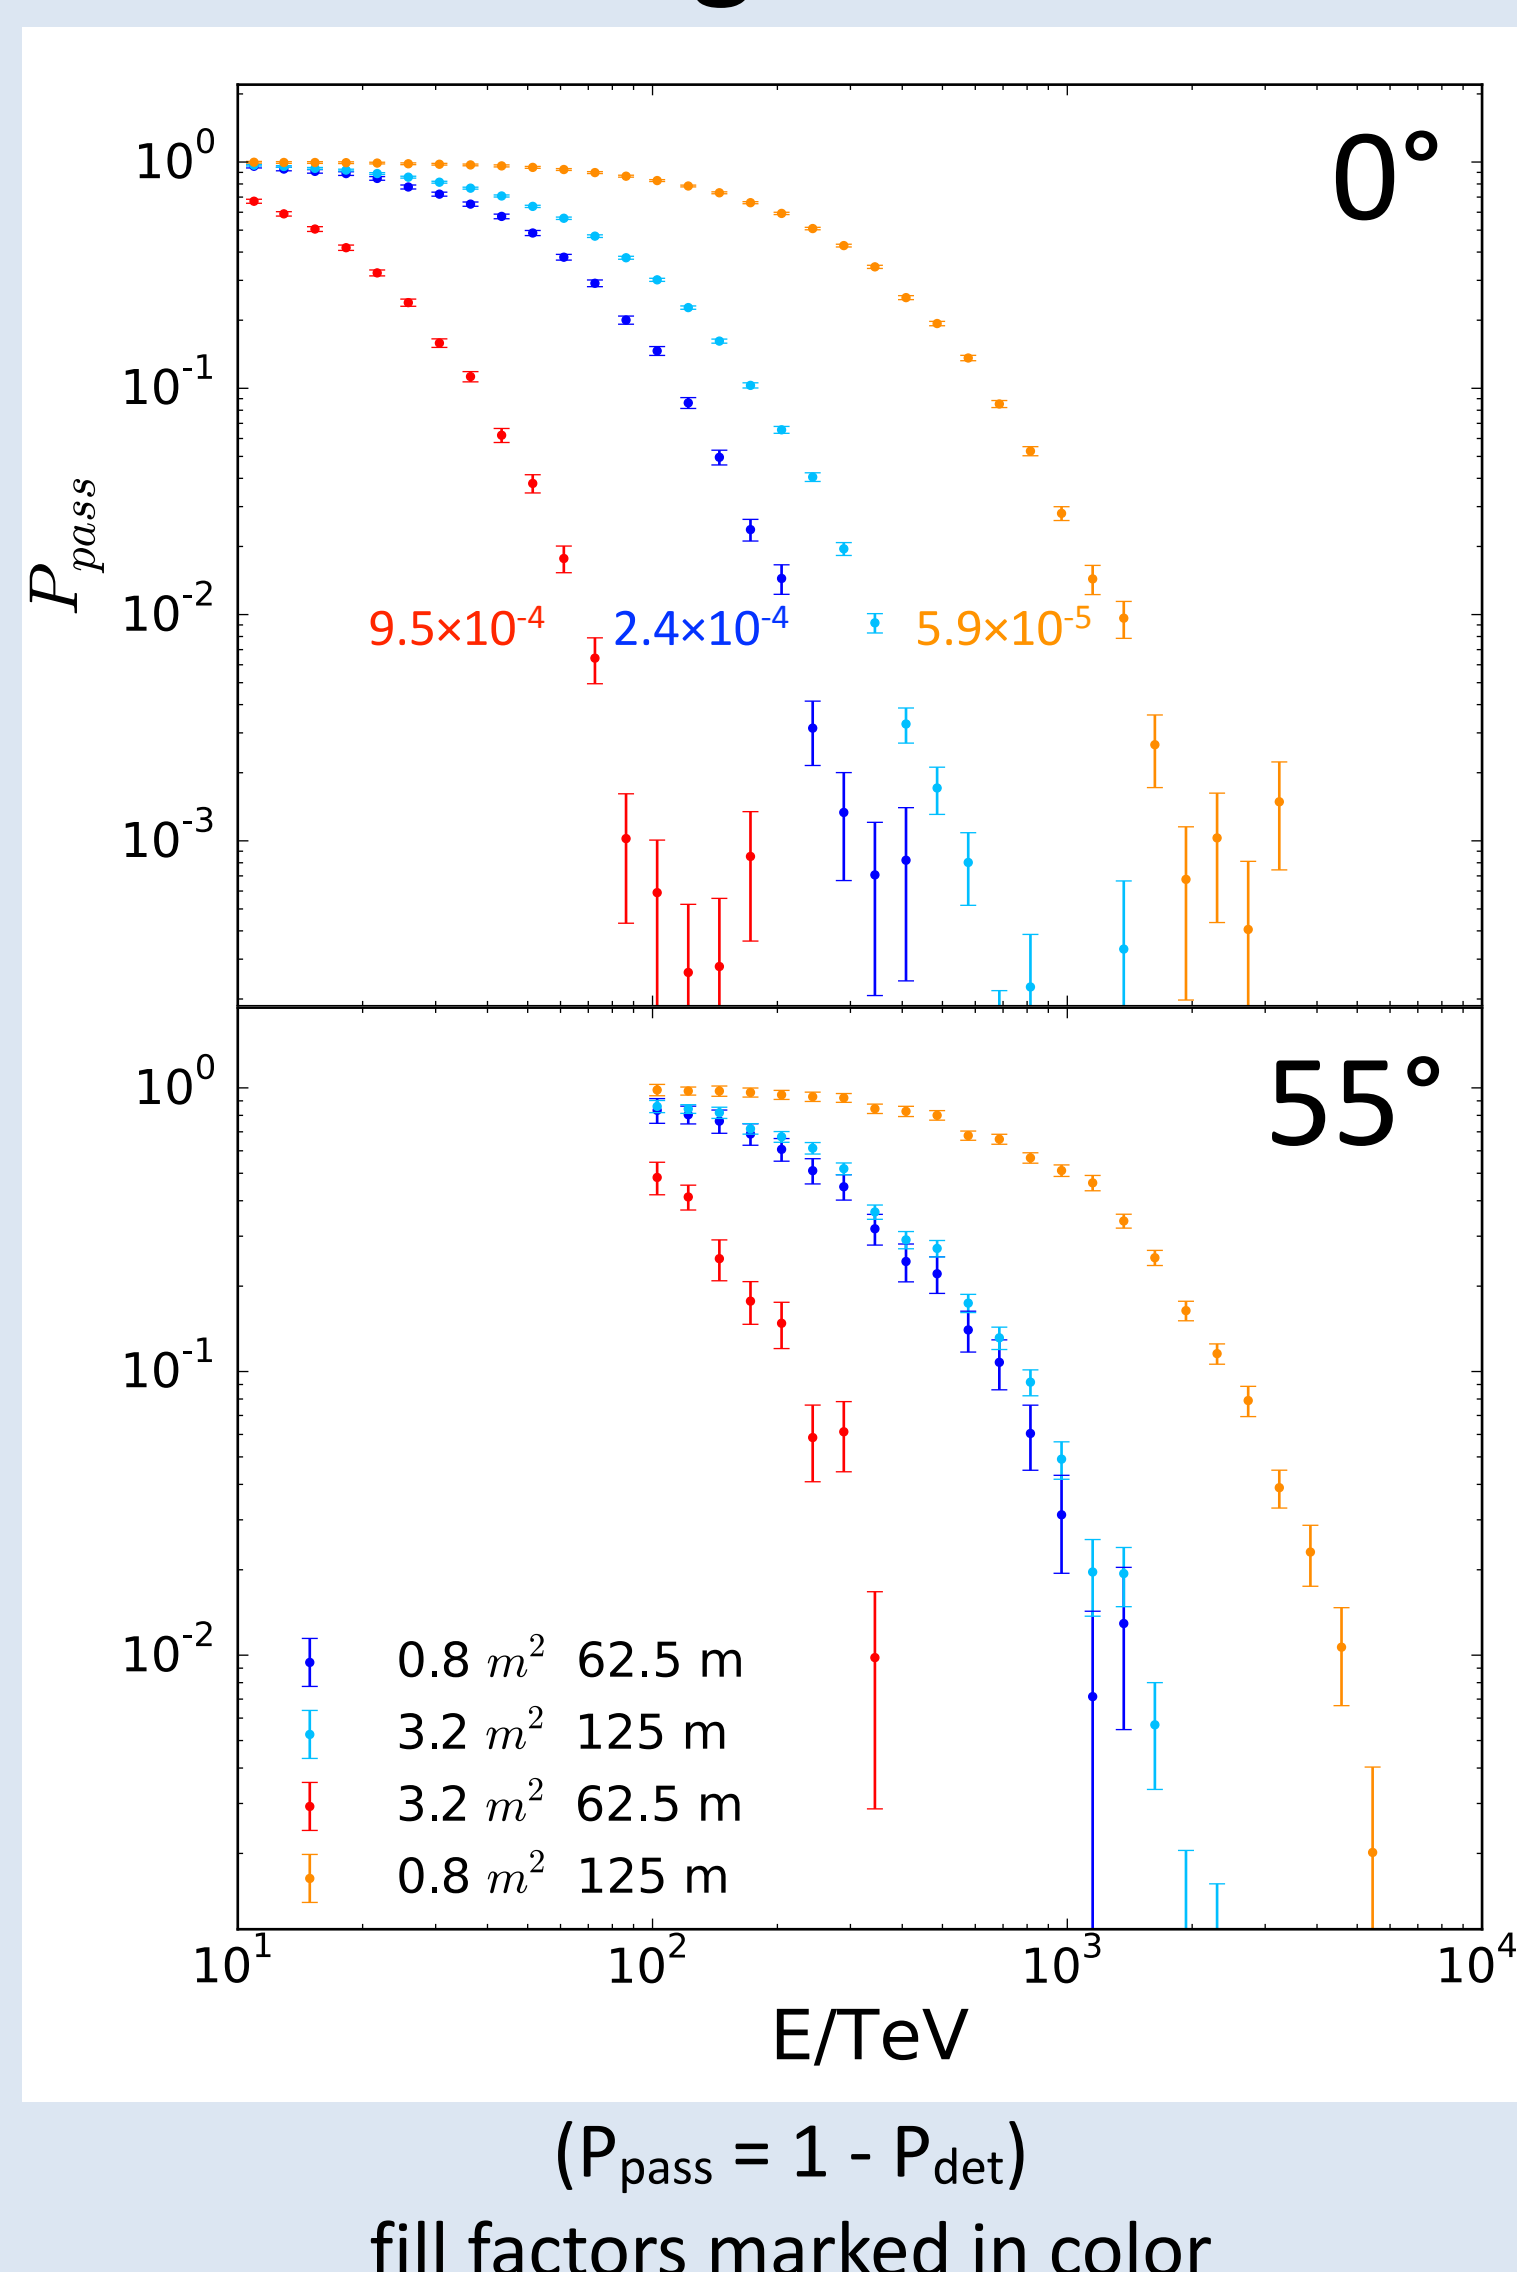 0°
10⁰
10⁻¹
P_pass
10⁻²
9.5×10⁻⁴ 2.4×10⁻⁴ 5.9×10⁻⁵
10⁻³
55°
10⁰
10⁻¹
10⁻²
0.8 m² 62.5 m
3.2 m² 125 m
3.2 m² 62.5 m
0.8 m² 125 m
10¹ 10² 10³ 10⁴
E/TeV
(P_pass = 1 - P_det)
fill factors marked in color